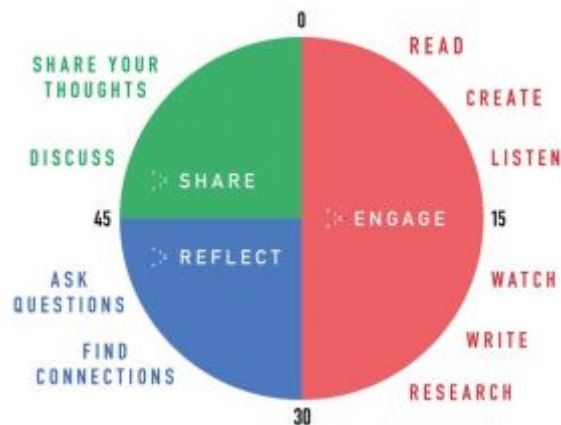 0
READ
CREATE
LISTEN
15
WATCH
WRITE
RESEARCH
30
FIND
CONNECTIONS
ASK
QUESTIONS
45
DISCUSS
SHARE YOUR
THOUGHTS
SHARE
REFLECT
ENGAGE